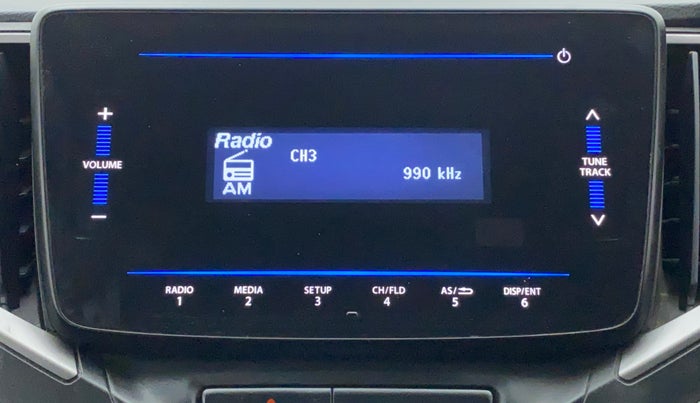 +
VOLUME
−
Radio
AM
CH3
990 kHz
TUNE
TRACK
RADIO
1
MEDIA
2
SETUP
3
CH/FLD
4
AS/
5
DISP/ENT
6